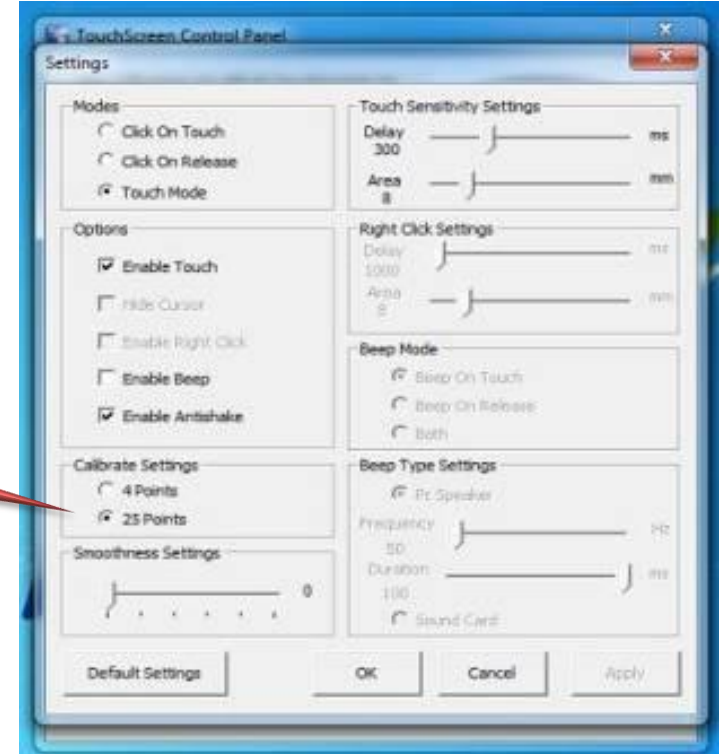 TouchScreen Control Panel
Settings
Modes
Click On Touch
Click On Release
Touch Mode
Options
Enable Touch
Hide Cursor
Enable Right Click
Enable Beep
Enable Antishake
Calibrate Settings
4 Points
25 Points
Smoothness Settings
0
Touch Sensitivity Settings
Delay
300
ms
Area
8
mm
Right Click Settings
Delay
1000
ms
Area
8
mm
Beep Mode
Beep On Touch
Beep On Release
Both
Beep Type Settings
Pc Speaker
Frequency
50
Hz
Duration
100
ms
Sound Card
Default Settings
OK
Cancel
Apply